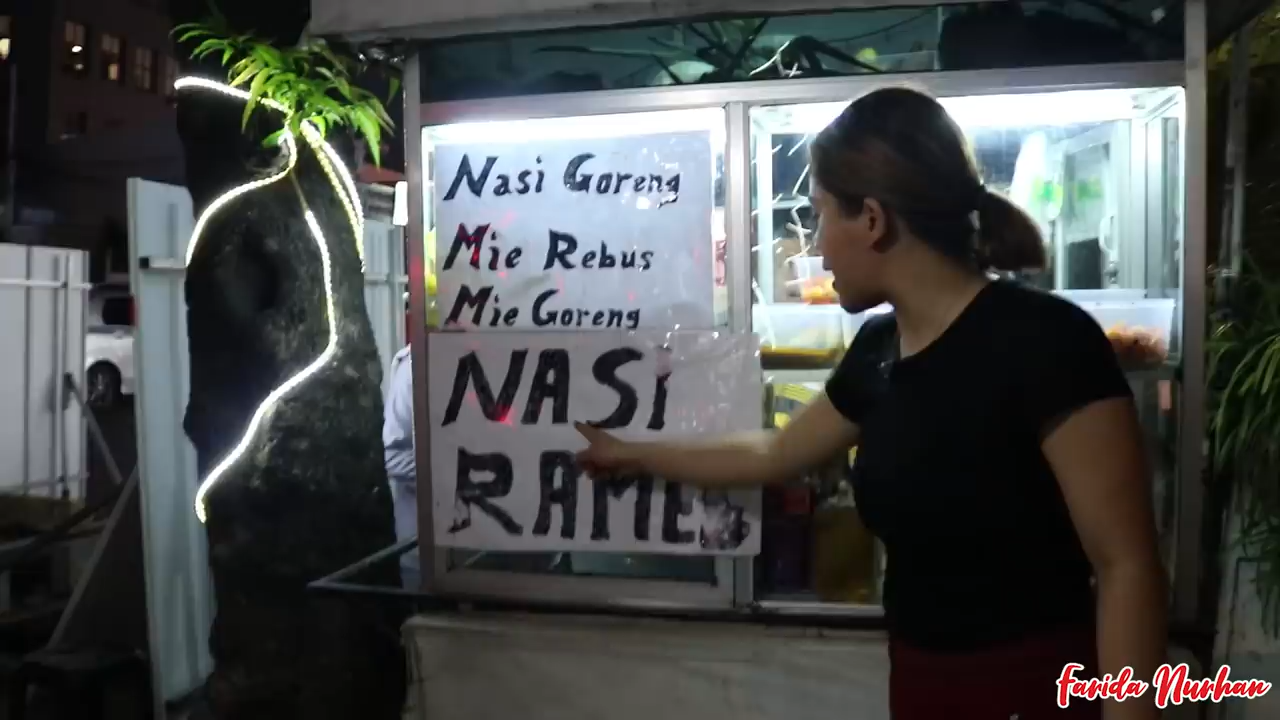 Nasi Goreng
Mie Rebus
Mie Goreng
NASi
RAMES
Farida Nurhan